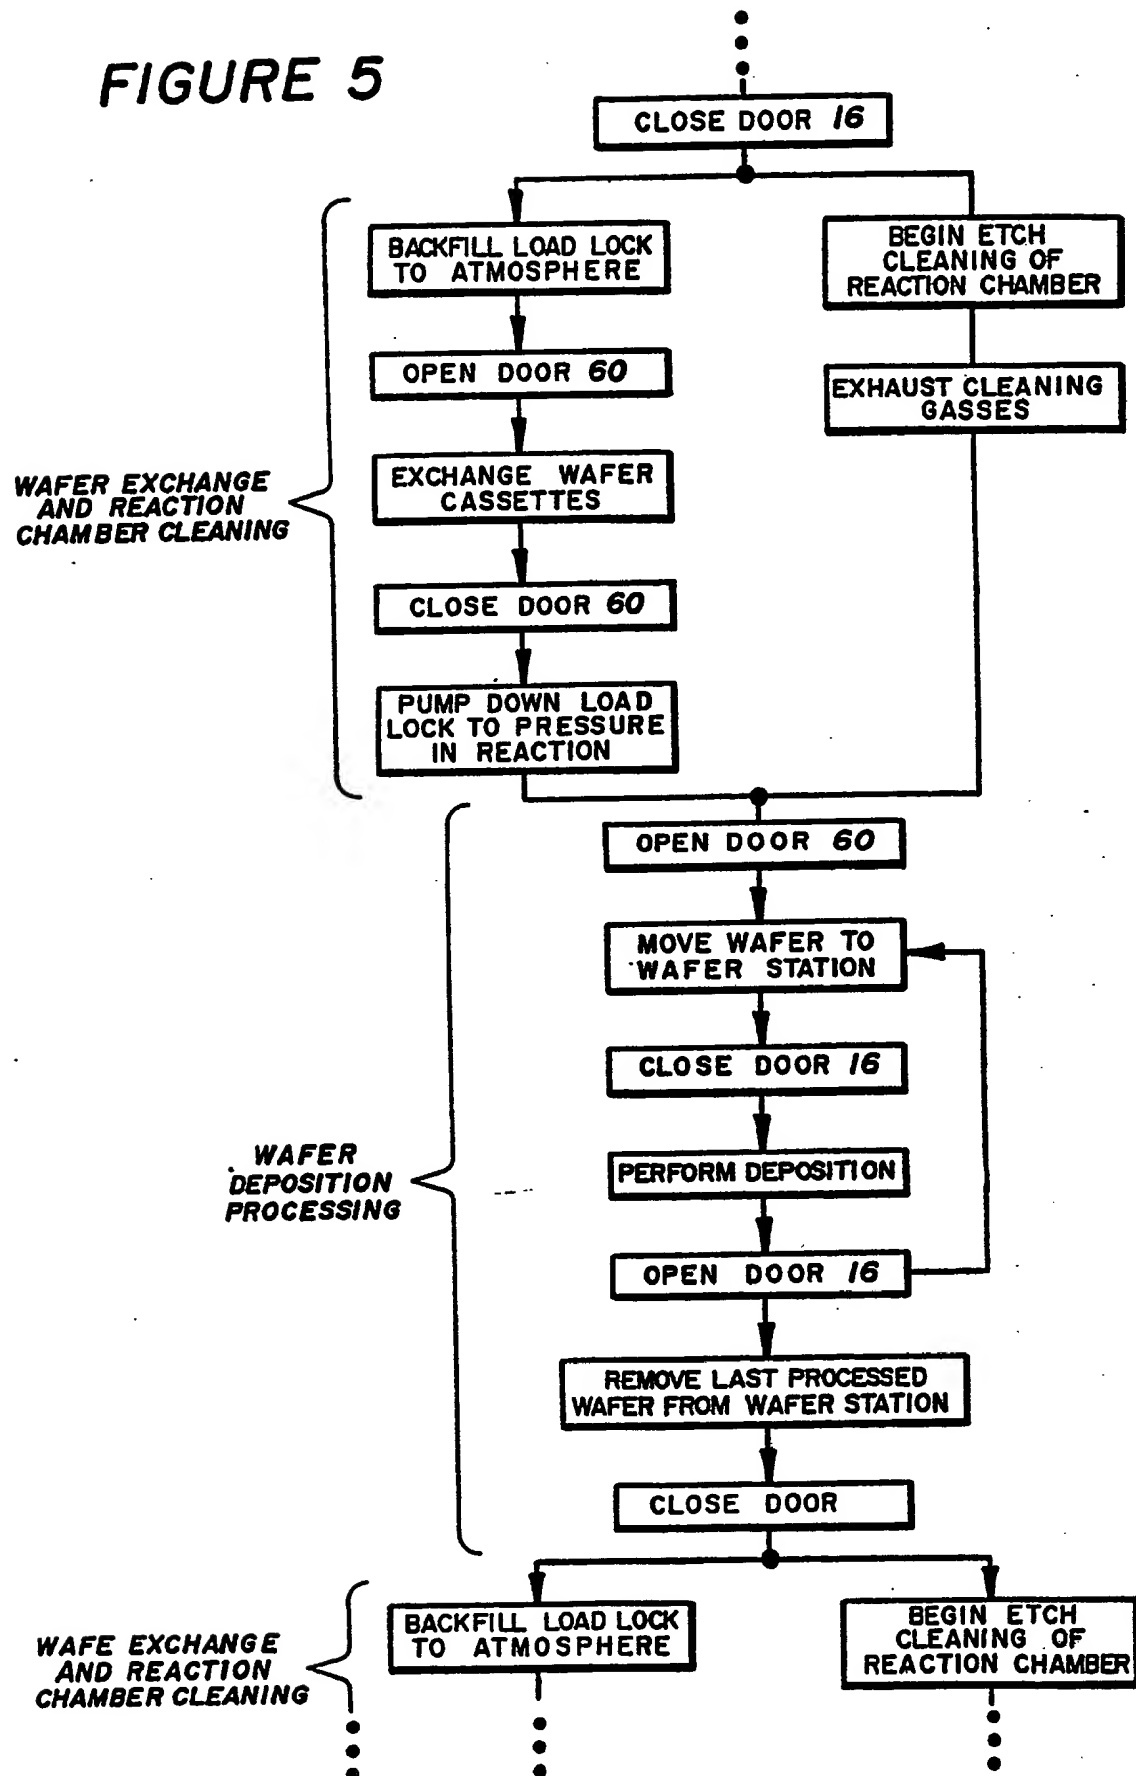 FIGURE 5
CLOSE DOOR 16
BACKFILL LOAD LOCK
TO ATMOSPHERE
OPEN DOOR 60
EXCHANGE WAFER
CASSETTES
CLOSE DOOR 60
PUMP DOWN LOAD
LOCK TO PRESSURE
IN REACTION
BEGIN ETCH
CLEANING OF
REACTION CHAMBER
EXHAUST CLEANING
GASSES
WAFER EXCHANGE
AND REACTION
CHAMBER CLEANING
OPEN DOOR 60
MOVE WAFER TO
WAFER STATION
CLOSE DOOR 16
PERFORM DEPOSITION
OPEN DOOR 16
REMOVE LAST PROCESSED
WAFER FROM WAFER STATION
CLOSE DOOR
WAFER
DEPOSITION
PROCESSING
BACKFILL LOAD LOCK
TO ATMOSPHERE
BEGIN ETCH
CLEANING OF
REACTION CHAMBER
WAFE EXCHANGE
AND REACTION
CHAMBER CLEANING